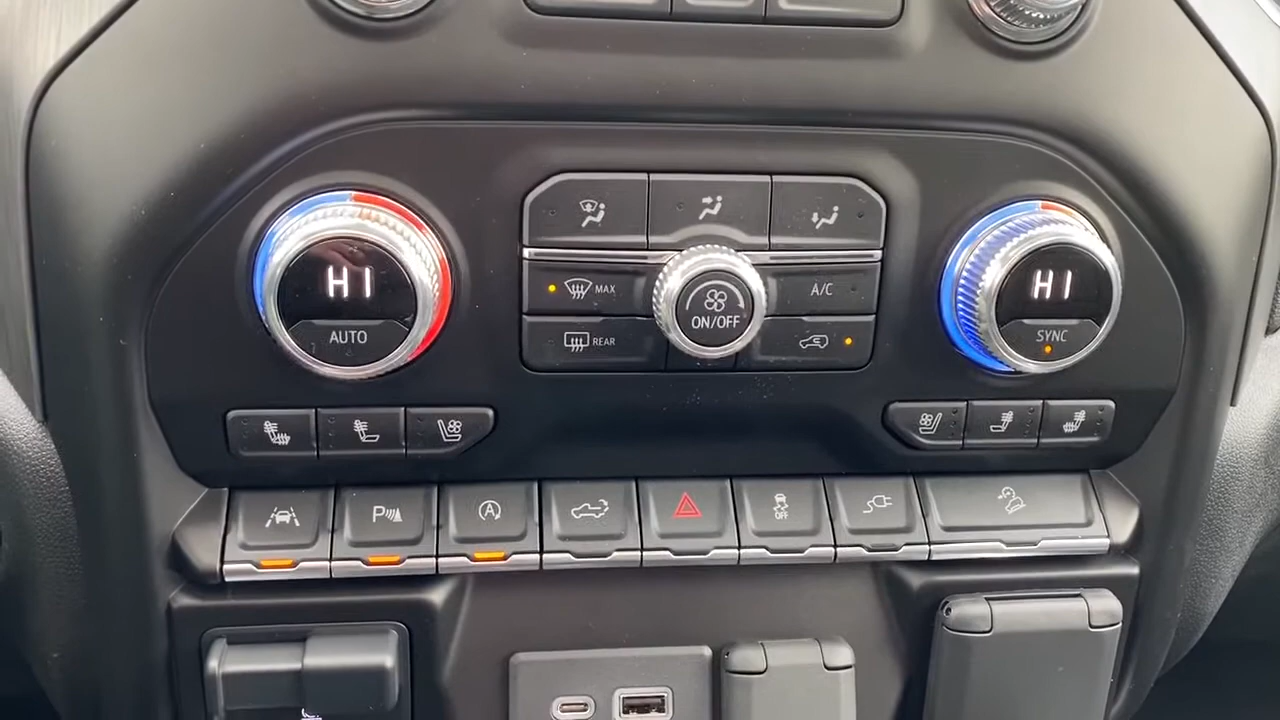 HI
AUTO
MAX
REAR
ON/OFF
A/C
HI
SYNC
P
A
OFF